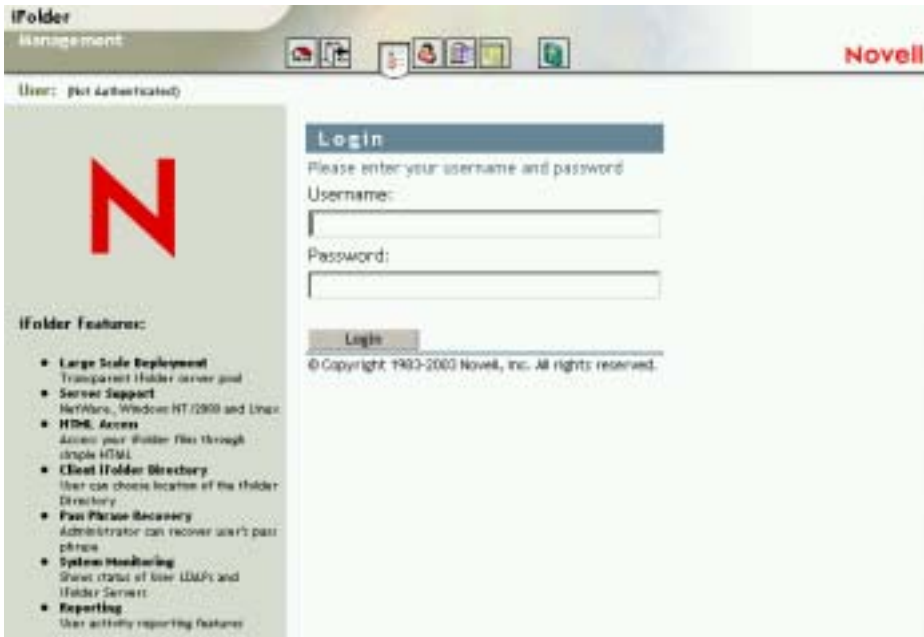 iFolder
Management
Novell
User: (Not Authenticated)
N
Login
Please enter your username and password
Username:
Password:
Login
© Copyright 1983-2003 Novell, Inc. All rights reserved.
iFolder Features:
Large Scale Deployment
Transparent iFolder server pool
Server Support
NetWare, Windows NT/2000 and Linux
HTML Access
Access your iFolder files through
simple HTML
Client iFolder Directory
User can choose location of the iFolder
Directory
Pass Phrase Recovery
Administrator can recover user's pass
phrase
System Monitoring
Shows status of User LDAPs and
iFolder Servers
Reporting
User activity reporting features